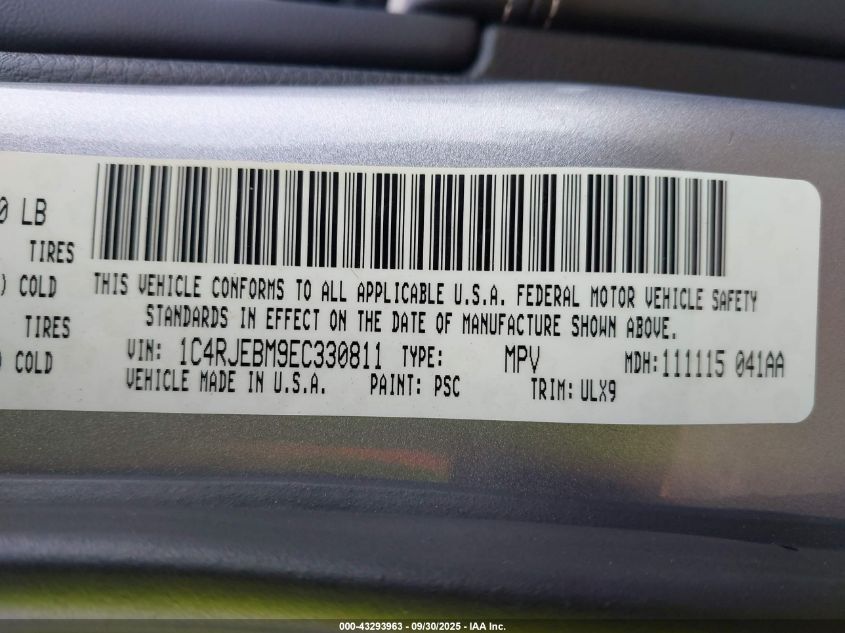 0 LB
TIRES
) COLD
TIRES
) COLD
THIS VEHICLE CONFORMS TO ALL APPLICABLE U.S.A. FEDERAL MOTOR VEHICLE SAFETY
STANDARDS IN EFFECT ON THE DATE OF MANUFACTURE SHOWN ABOVE.
VIN: 1C4RJEBM9EC330811 TYPE: MPV MDH:111115 041AA
VEHICLE MADE IN U.S.A. PAINT: PSC TRIM: ULX9
000-43293963 - 09/30/2025 - IAA Inc.